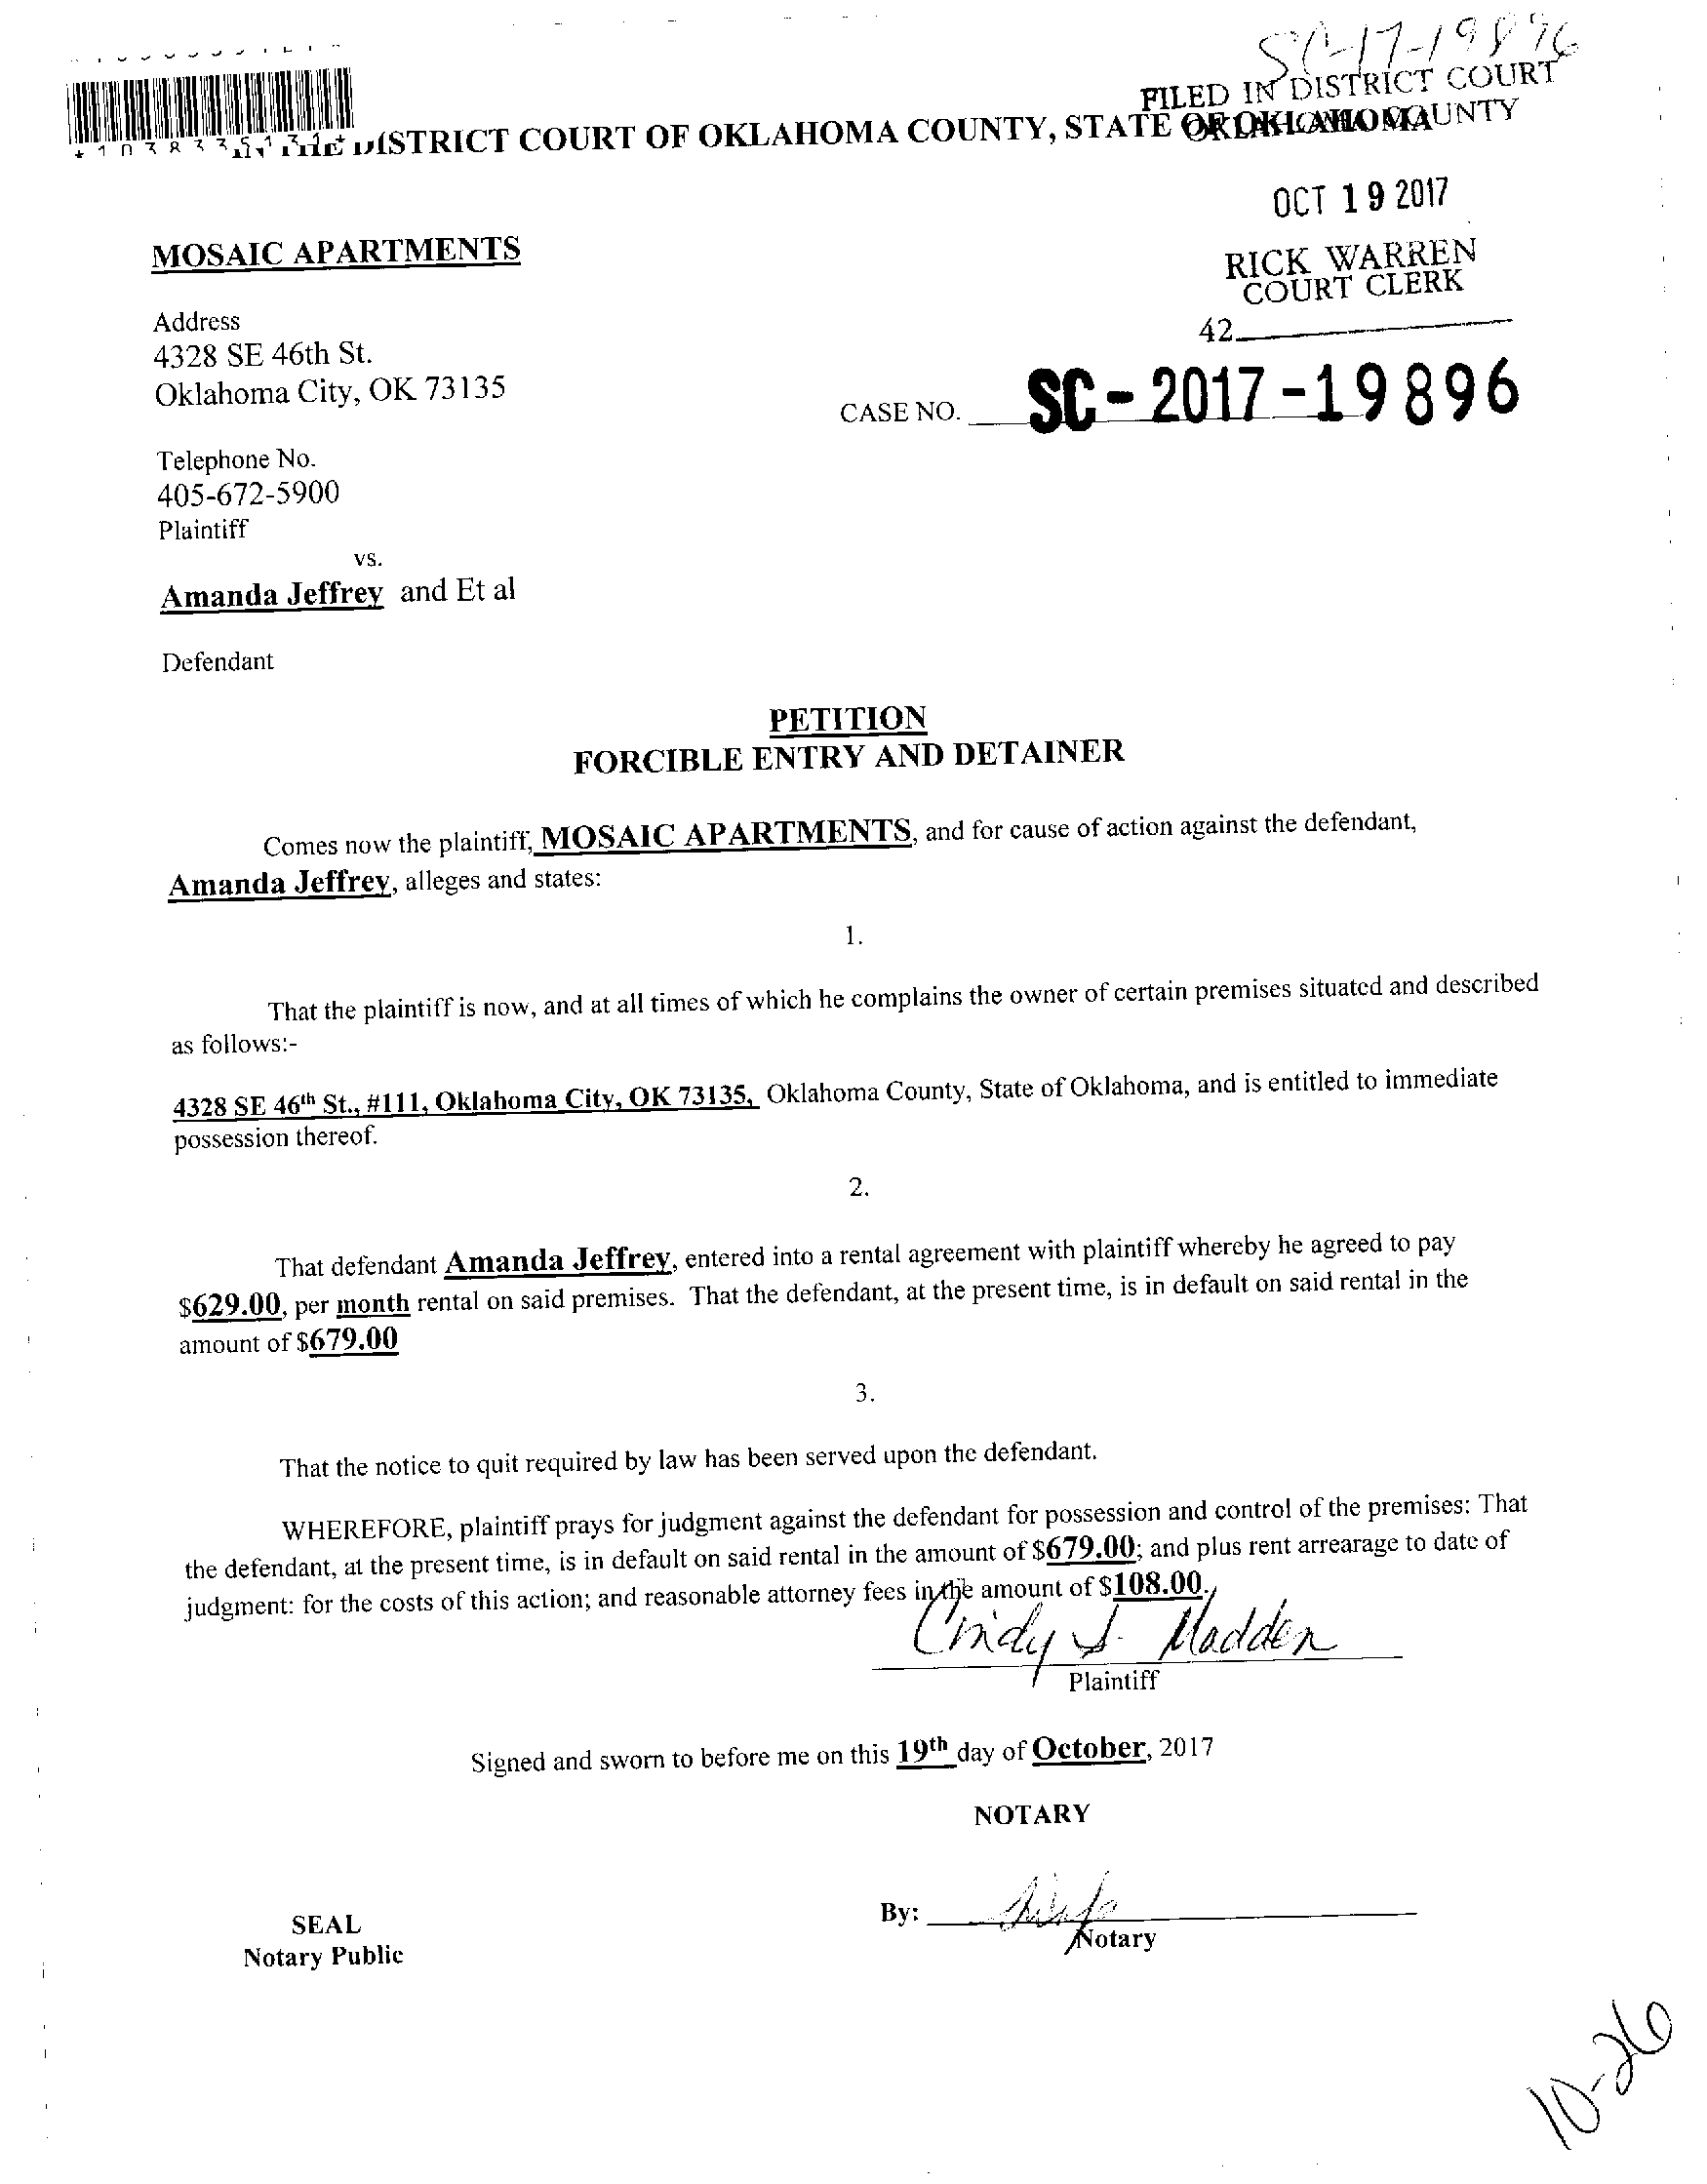 SC-17-19896
FILED IN DISTRICT COURT
OKLAHOMA COUNTY
IN THE DISTRICT COURT OF OKLAHOMA COUNTY, STATE OF OKLAHOMA
OCT 19 2017
MOSAIC APARTMENTS
RICK WARREN
COURT CLERK
Address
42
4328 SE 46th St.
Oklahoma City, OK 73135
CASE NO. SC-2017-19896
Telephone No.
405-672-5900
Plaintiff
vs.
Amanda Jeffrey and Et al
Defendant
PETITION
FORCIBLE ENTRY AND DETAINER
Comes now the plaintiff, MOSAIC APARTMENTS, and for cause of action against the defendant,
Amanda Jeffrey, alleges and states:
1.
That the plaintiff is now, and at all times of which he complains the owner of certain premises situated and described
as follows:-
4328 SE 46th St., #111, Oklahoma City, OK 73135, Oklahoma County, State of Oklahoma, and is entitled to immediate
possession thereof.
2.
That defendant Amanda Jeffrey, entered into a rental agreement with plaintiff whereby he agreed to pay
$629.00, per month rental on said premises. That the defendant, at the present time, is in default on said rental in the
amount of $679.00
3.
That the notice to quit required by law has been served upon the defendant.
WHEREFORE, plaintiff prays for judgment against the defendant for possession and control of the premises: That
the defendant, at the present time, is in default on said rental in the amount of $679.00; and plus rent arrearage to date of
judgment: for the costs of this action; and reasonable attorney fees in the amount of $108.00.
Cindy S. Madden
Plaintiff
Signed and sworn to before me on this 19th day of October, 2017
NOTARY
By:
Notary
SEAL
Notary Public
10-26